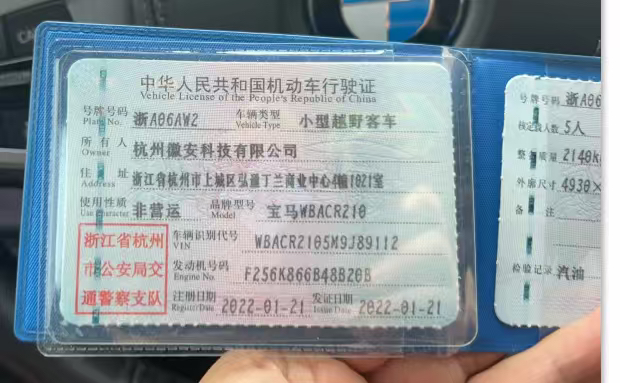 中华人民共和国机动车行驶证
Vehicle License of the People's Republic of China
号牌号码 浙A06AW2 车辆类型 小型越野客车
Plate No. Vehicle Type
所有人 杭州徽安科技有限公司
Owner
住址 浙江省杭州市上城区弘溢丁兰商业中心4幢1021室
Address
使用性质 非营运 品牌型号 宝马WBACR210
Use Character Model
浙江省杭州
市公安局交
通警察支队
车辆识别代号 WBACR2105M9J89112
VIN
发动机号码 F256K866B48B20B
Engine No.
注册日期 2022-01-21 发证日期 2022-01-21
Register Date Issue Date
号牌号码 浙A06
核定载人数 5人
整备质量 2140k
外廓尺寸 4930×
备注
检验记录 汽油